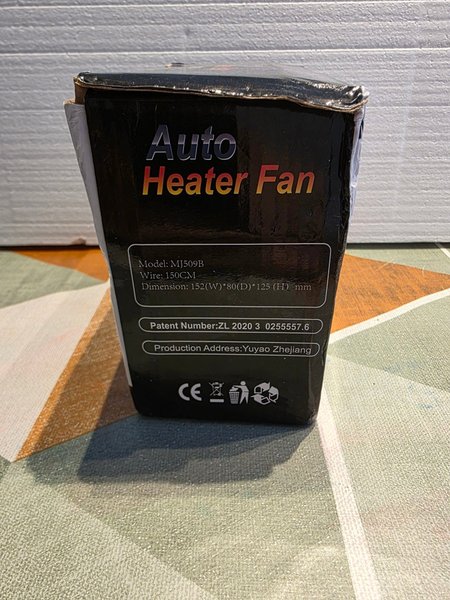 Auto
Heater Fan
Model: MJ509B
Wire: 150CM
Dimension: 152(W)*80(D)*125 (H) mm
Patent Number:ZL 2020 3 0255557.6
Production Address:Yuyao Zhejiang
CE